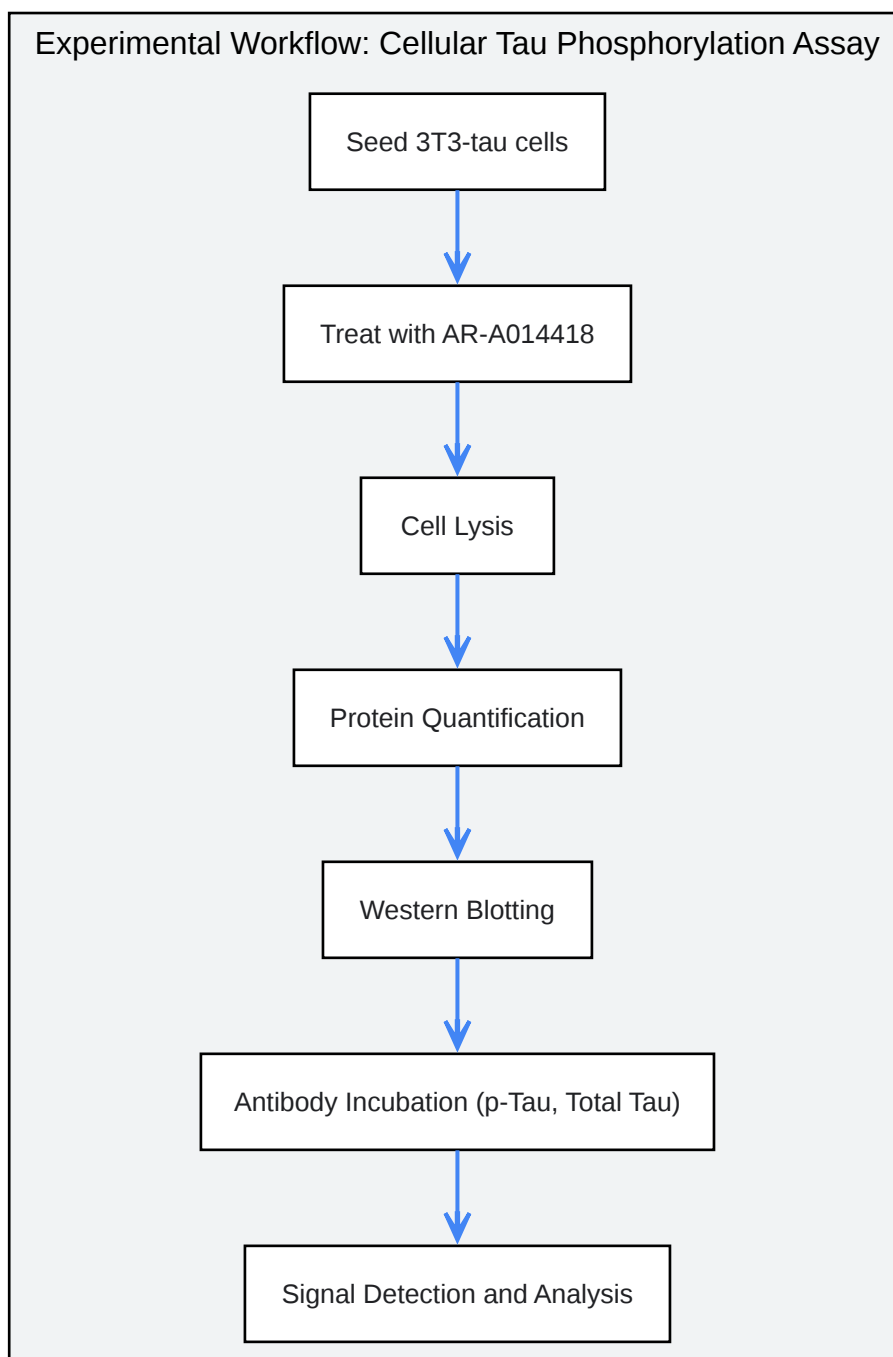 Experimental Workflow: Cellular Tau Phosphorylation Assay
Seed 3T3-tau cells
Treat with AR-A014418
Cell Lysis
Protein Quantification
Western Blotting
Antibody Incubation (p-Tau, Total Tau)
Signal Detection and Analysis